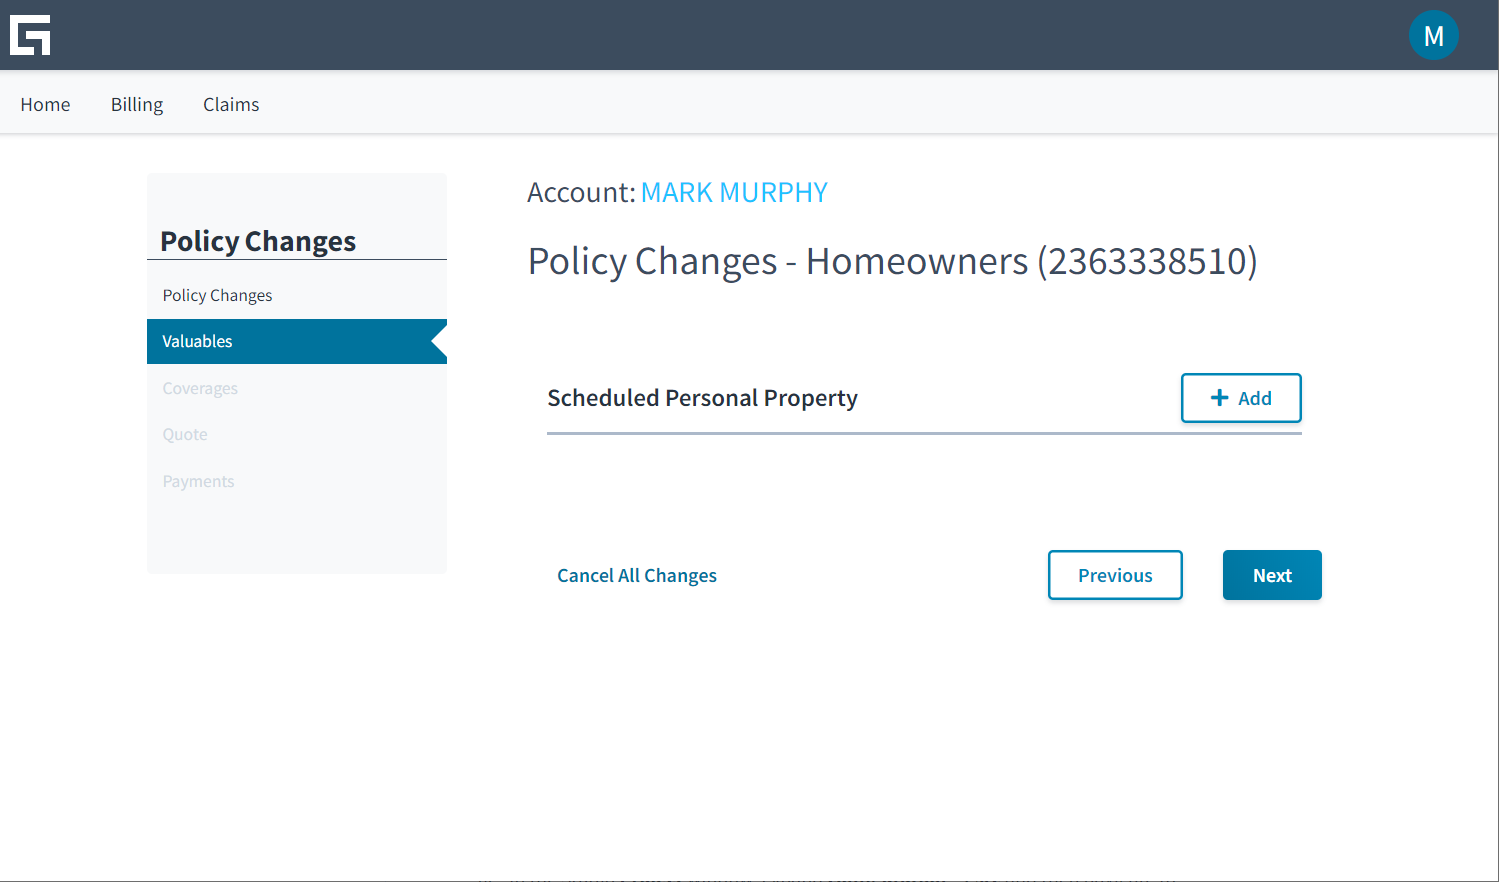 M
Home Billing Claims
Policy Changes
Policy Changes
Valuables
Coverages
Quote
Payments
Account: MARK MURPHY
Policy Changes - Homeowners (2363338510)
Scheduled Personal Property
+ Add
Cancel All Changes
Previous
Next